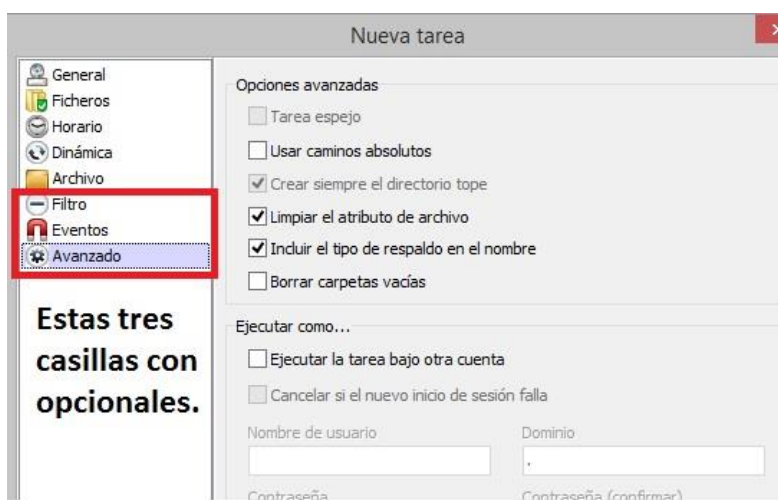 Nueva tarea
General
Ficheros
Horario
Dinámica
Archivo
Filtro
Eventos
Avanzado
Estas tres
casillas con
opcionales.
Opciones avanzadas
Tarea espejo
Usar caminos absolutos
Crear siempre el directorio tope
Limpiar el atributo de archivo
Incluir el tipo de respaldo en el nombre
Borrar carpetas vacías
Ejecutar como...
Ejecutar la tarea bajo otra cuenta
Cancelar si el nuevo inicio de sesión falla
Nombre de usuario
Dominio
.
Contraseña
Contraseña (confirmar)